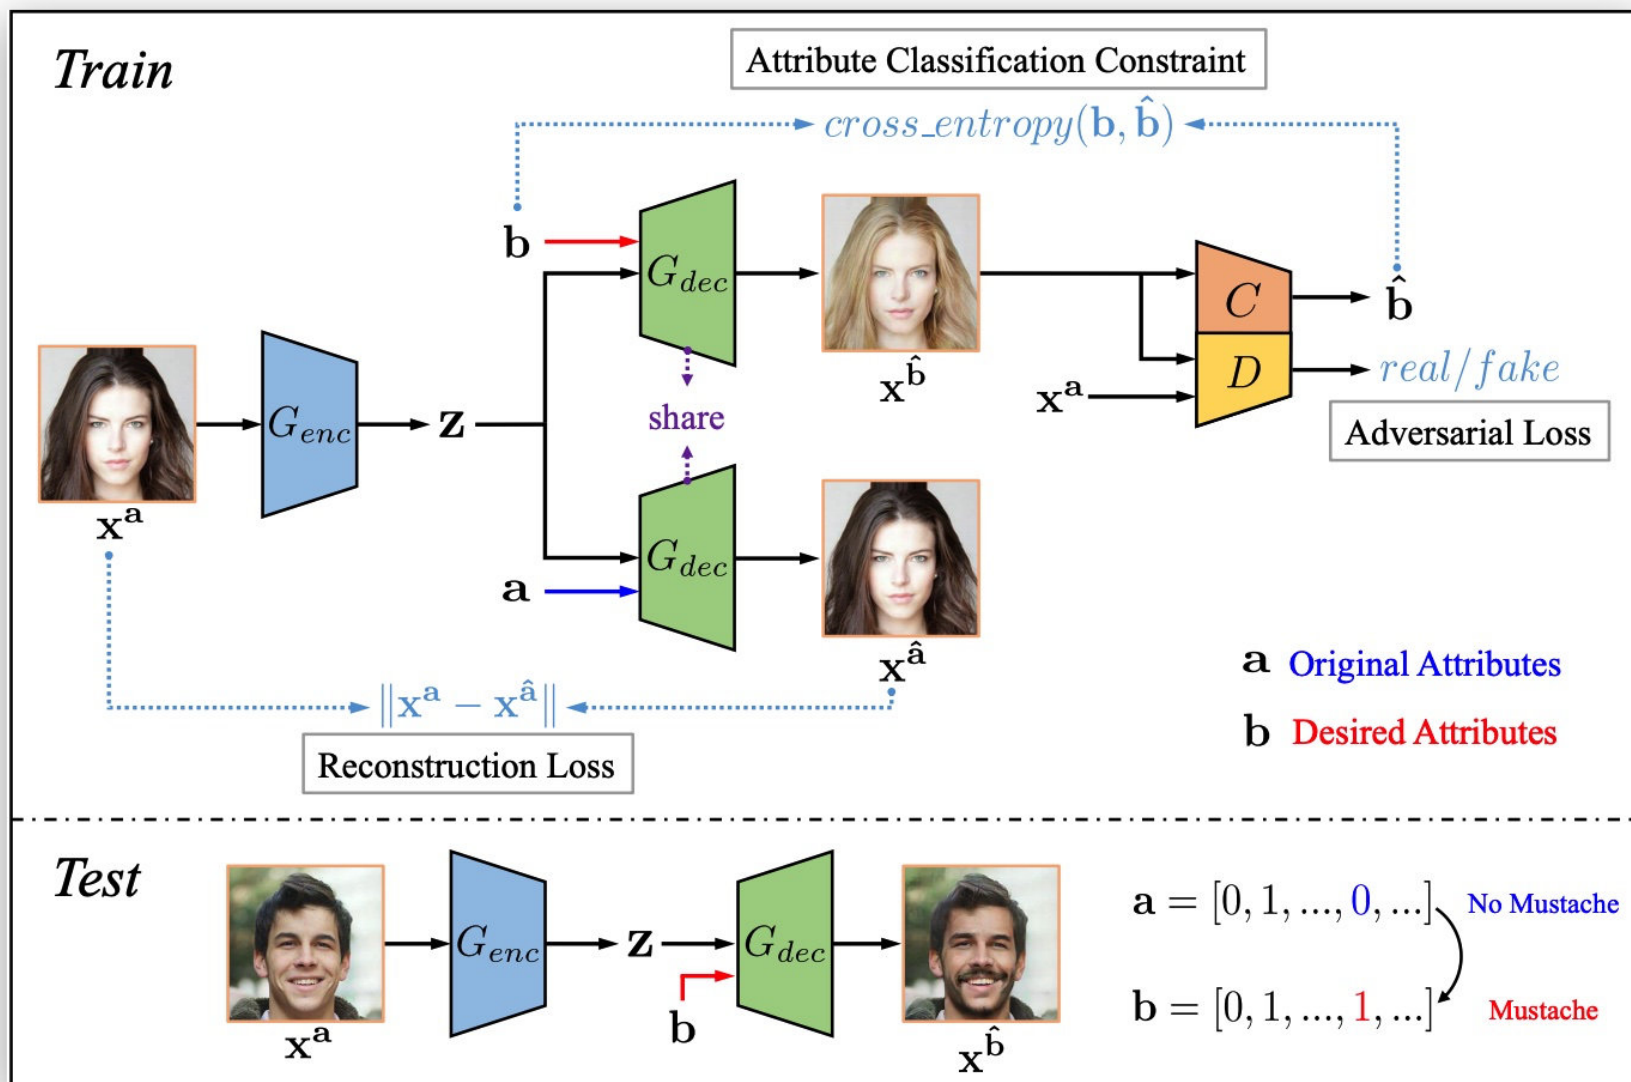 Train
Attribute Classification Constraint
cross_entropy(b, b̂)
b
G_dec
x^b̂
C
b̂
D
real/fake
x^a
Adversarial Loss
share
x^a
G_enc
z
G_dec
a
x^â
‖x^a − x^â‖
Reconstruction Loss
a Original Attributes
b Desired Attributes
Test
x^a
G_enc
z
b
G_dec
x^b̂
a = [0, 1, ..., 0, ...] No Mustache
b = [0, 1, ..., 1, ...] Mustache